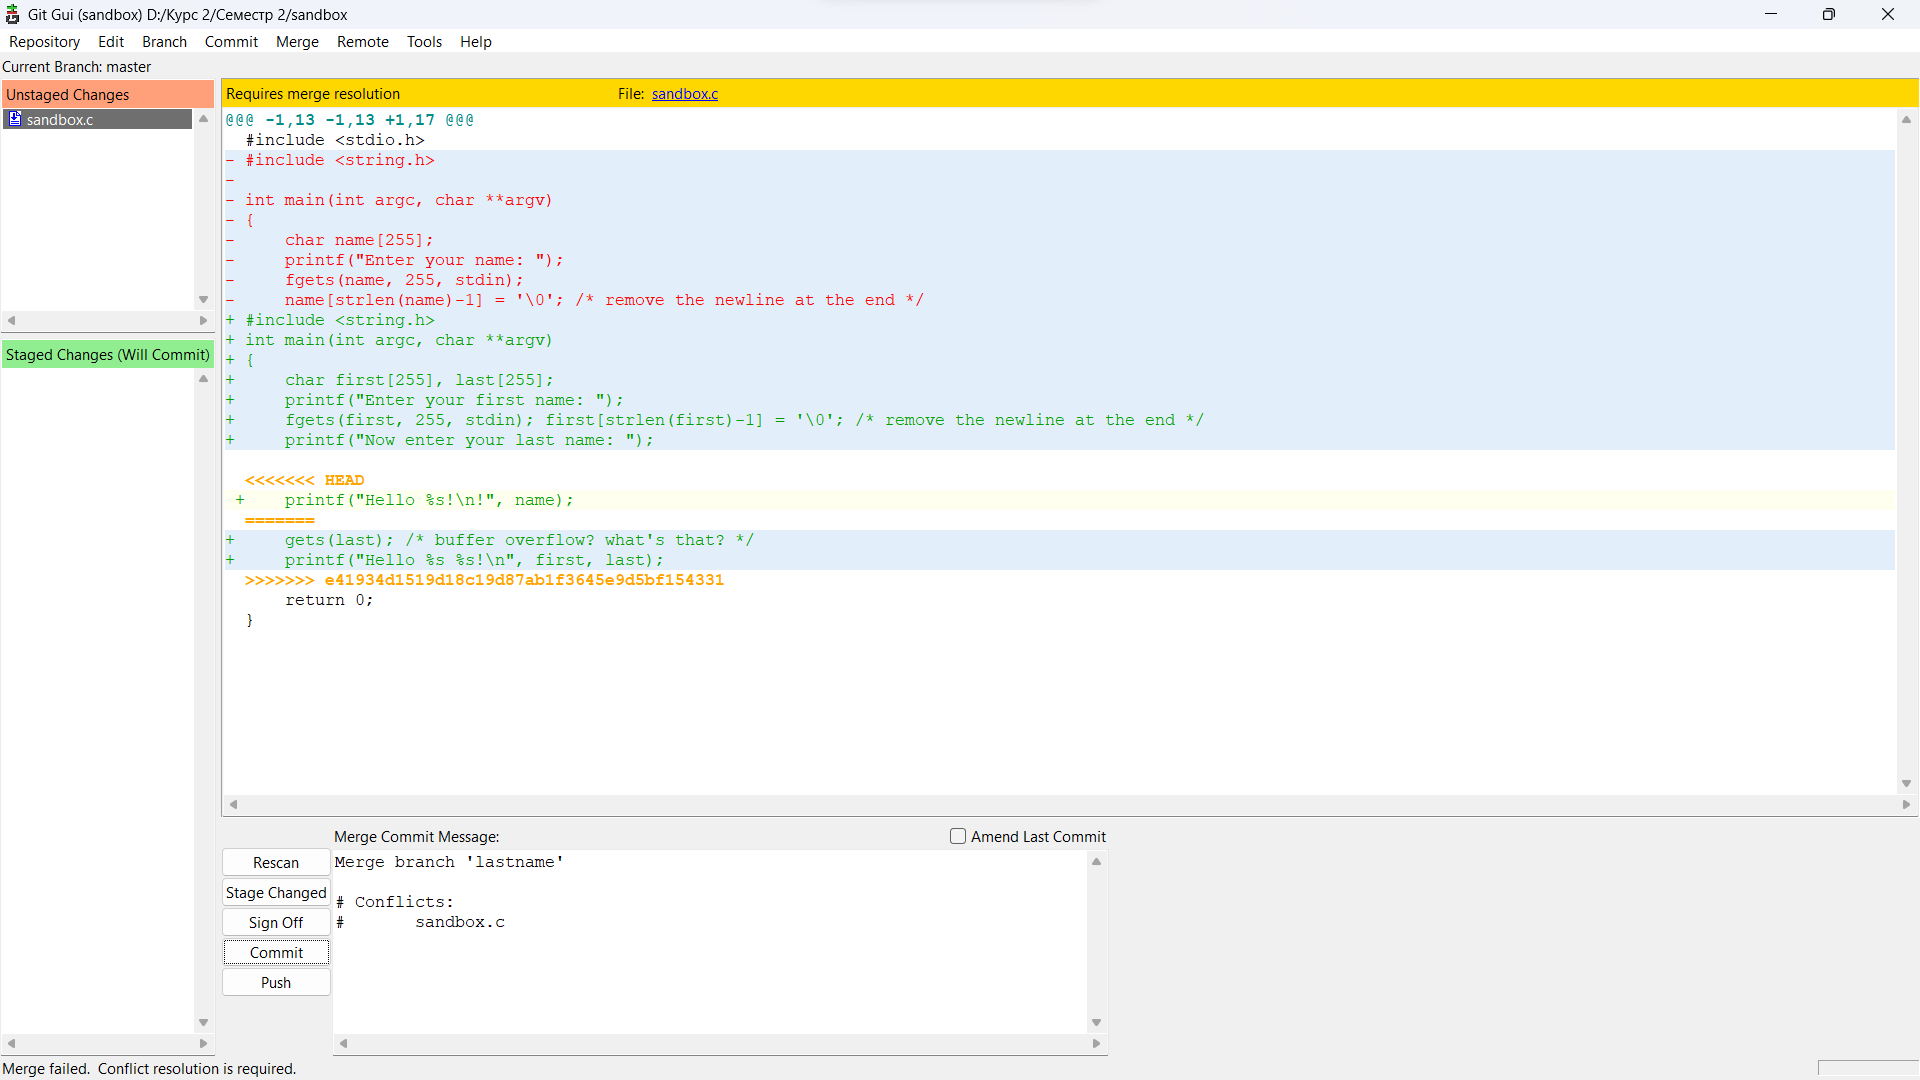 Git Gui (sandbox) D:/Курс 2/Семестр 2/sandbox
Repository Edit Branch Commit Merge Remote Tools Help
Current Branch: master
Unstaged Changes
sandbox.c
Staged Changes (Will Commit)
Requires merge resolution File: sandbox.c
@@@ -1,13 -1,13 +1,17 @@@
  #include <stdio.h>
- #include <string.h>
-
- int main(int argc, char **argv)
- {
-     char name[255];
-     printf("Enter your name: ");
-     fgets(name, 255, stdin);
-     name[strlen(name)-1] = '\0'; /* remove the newline at the end */
+ #include <string.h>
+ int main(int argc, char **argv)
+ {
+     char first[255], last[255];
+     printf("Enter your first name: ");
+     fgets(first, 255, stdin); first[strlen(first)-1] = '\0'; /* remove the newline at the end */
+     printf("Now enter your last name: ");
  <<<<<<< HEAD
 +    printf("Hello %s!\n!", name);
  =======
+     gets(last); /* buffer overflow? what's that? */
+     printf("Hello %s %s!\n", first, last);
  >>>>>>> e41934d1519d18c19d87ab1f3645e9d5bf154331
      return 0;
  }
Merge Commit Message:
Amend Last Commit
Rescan
Stage Changed
Sign Off
Commit
Push
Merge branch 'lastname'
# Conflicts:
#       sandbox.c
Merge failed.  Conflict resolution is required.